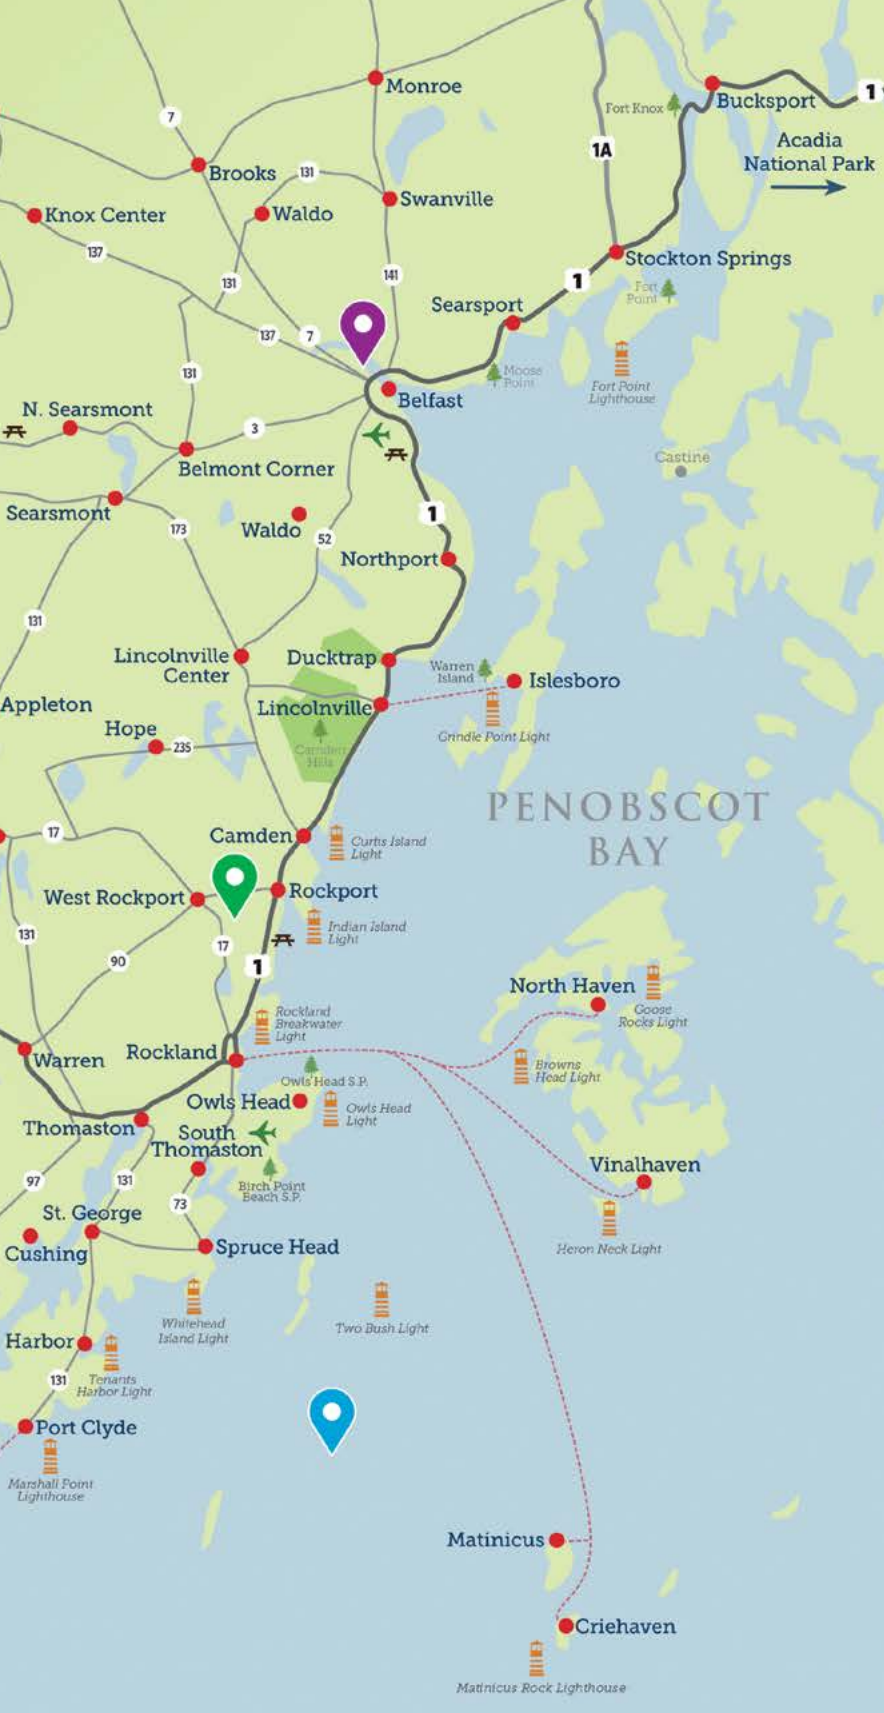 Monroe
Bucksport
1
Fort Knox
7
1A
Acadia
National Park
Brooks
131
Swanville
Knox Center
Waldo
137
Stockton Springs
131
141
1
Fort
Point
Searsport
137
7
131
Moose
Point
Fort Point
Lighthouse
Belfast
N. Searsmont
3
Belmont Corner
Castine
Searsmont
1
173
Waldo
52
Northport
131
Lincolnville
Center
Ducktrap
Warren
Island
Islesboro
Appleton
Lincolnville
Hope
235
Grindle Point Light
Camden
Hills
PENOBSCOT
BAY
17
Camden
Curtis Island
Light
West Rockport
Rockport
131
17
Indian Island
Light
90
1
North Haven
Goose
Rocks Light
Rockland
Breakwater
Light
Warren
Rockland
Browns
Head Light
Owls Head S.P.
Owls Head
Owls Head
Light
Thomaston
South
Thomaston
Vinalhaven
97
131
Birch Point
Beach S.P.
73
St. George
Cushing
Spruce Head
Heron Neck Light
Whitehead
Island Light
Two Bush Light
Harbor
131
Tenants
Harbor Light
Port Clyde
Marshall Point
Lighthouse
Matinicus
Criehaven
Matinicus Rock Lighthouse